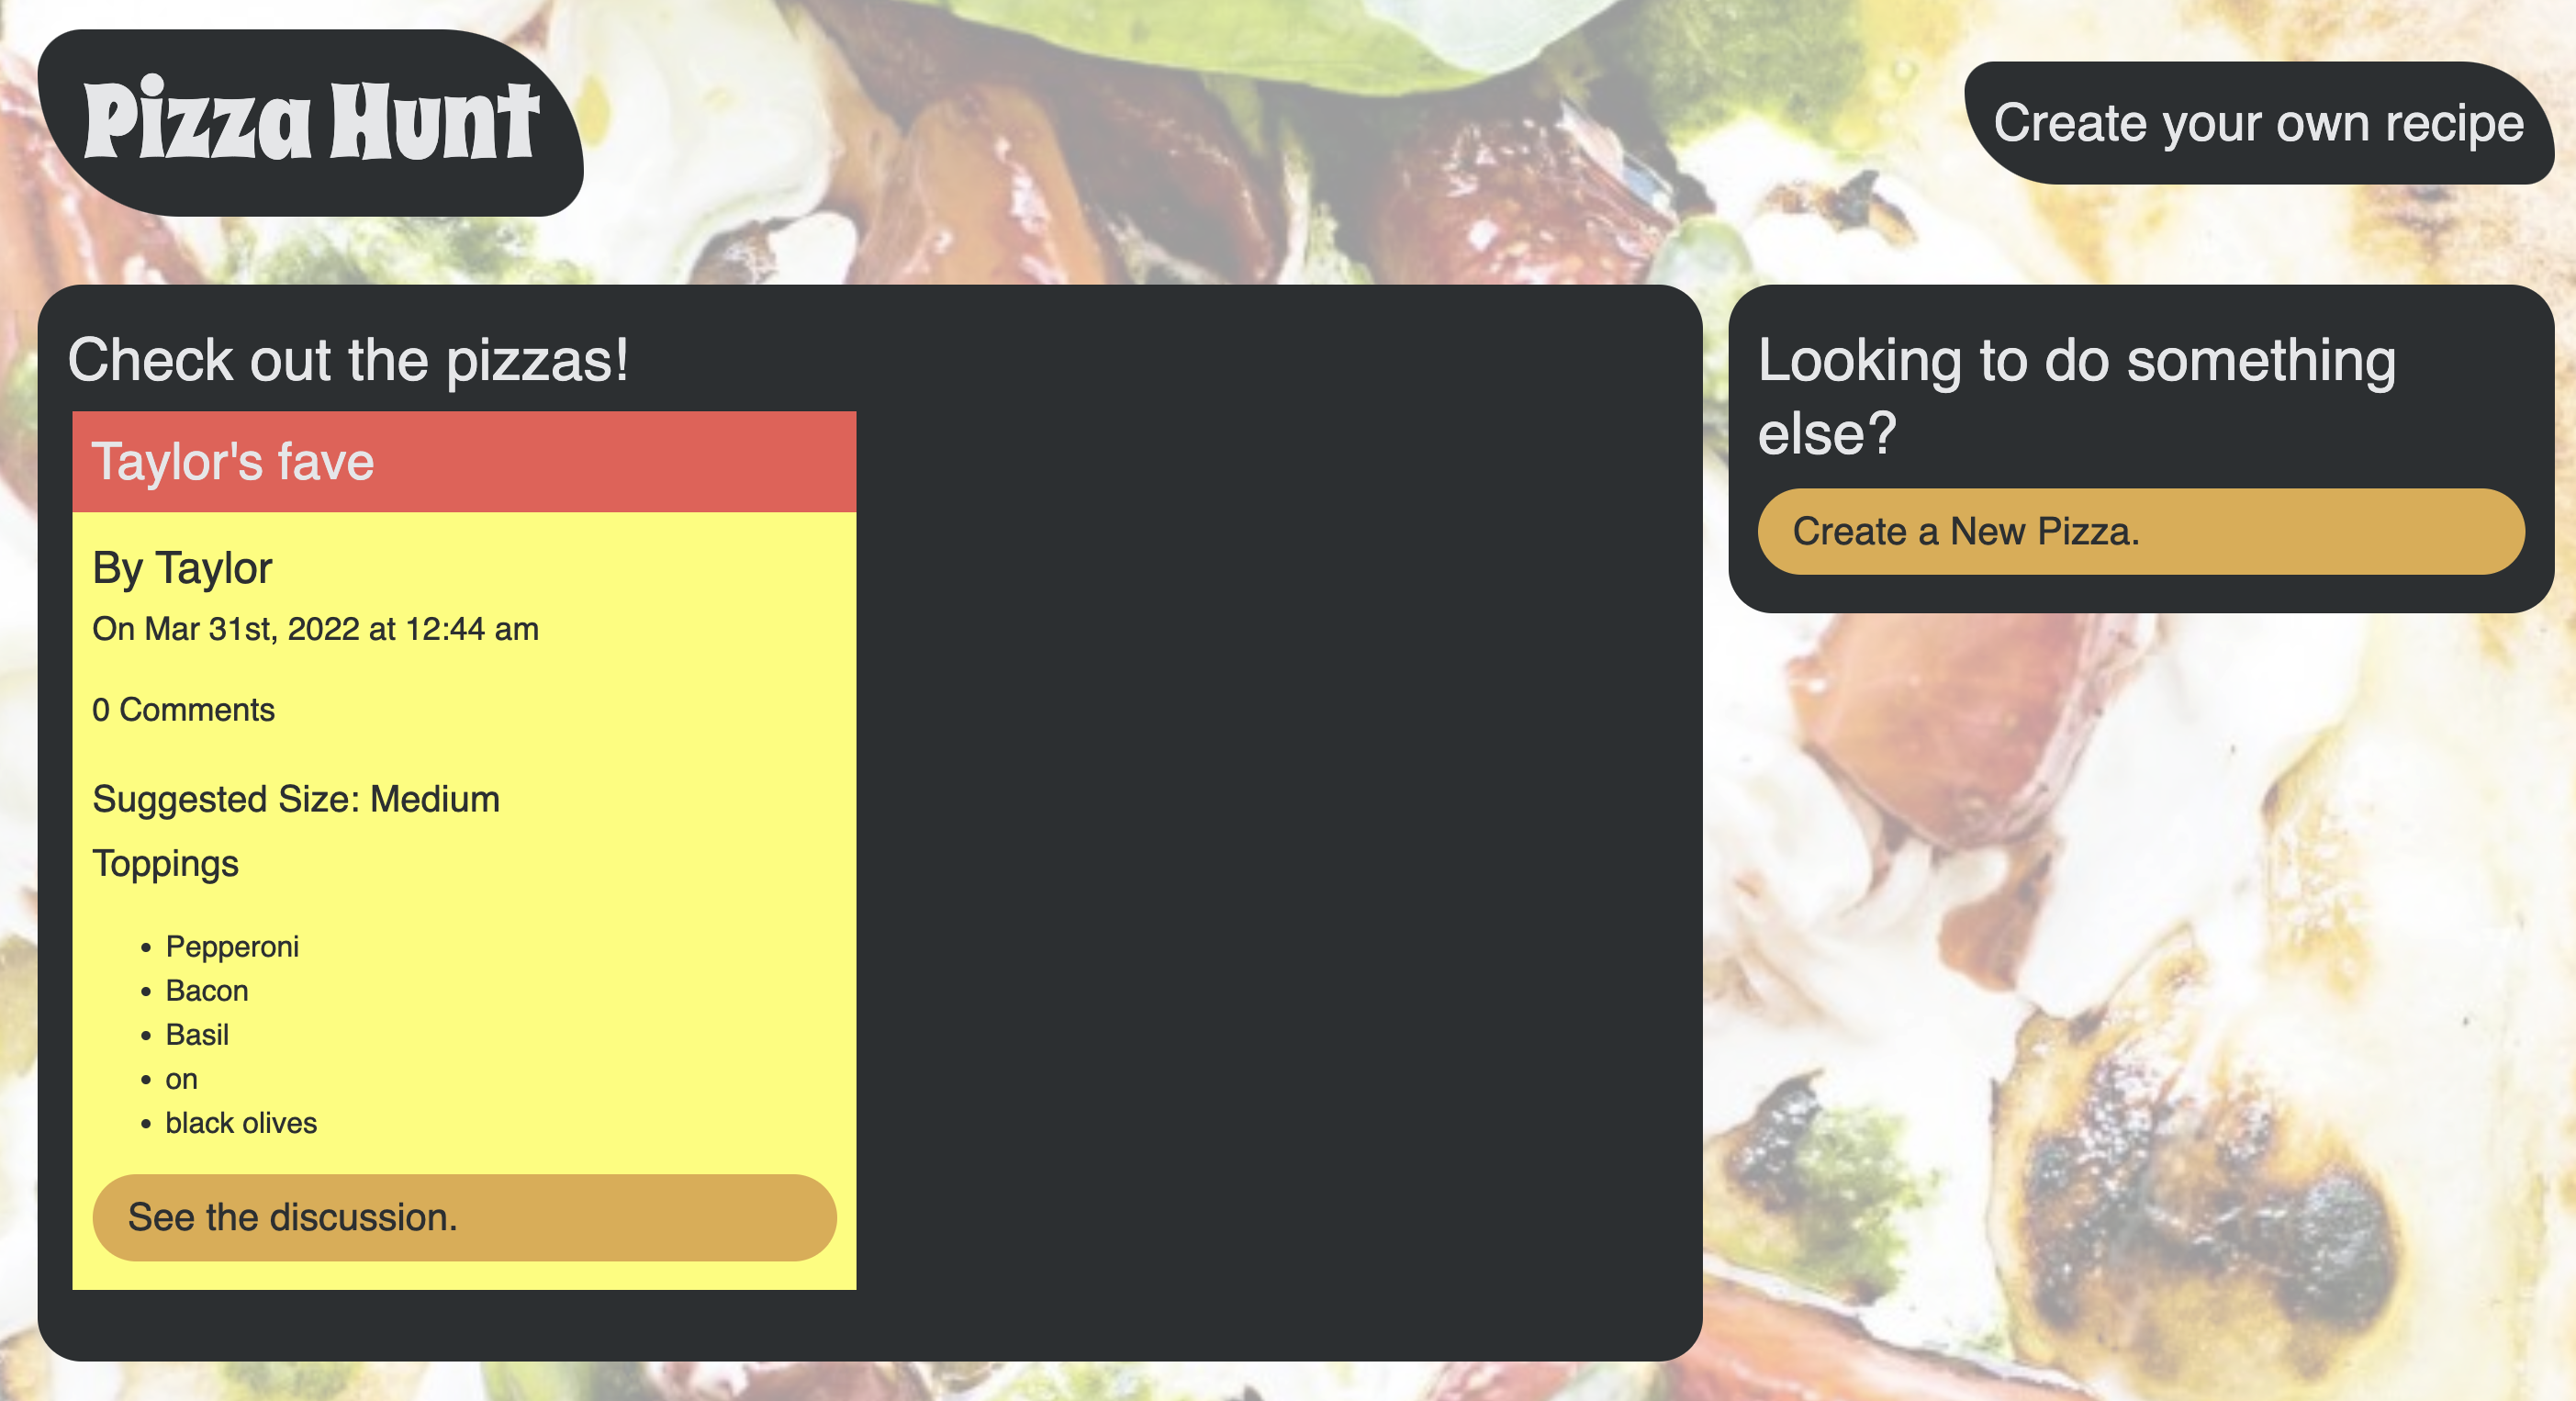 Pizza Hunt
Create your own recipe
Check out the pizzas!
Taylor's fave
By Taylor
On Mar 31st, 2022 at 12:44 am
0 Comments
Suggested Size: Medium
Toppings
• Pepperoni
• Bacon
• Basil
• on
• black olives
See the discussion.
Looking to do something
else?
Create a New Pizza.